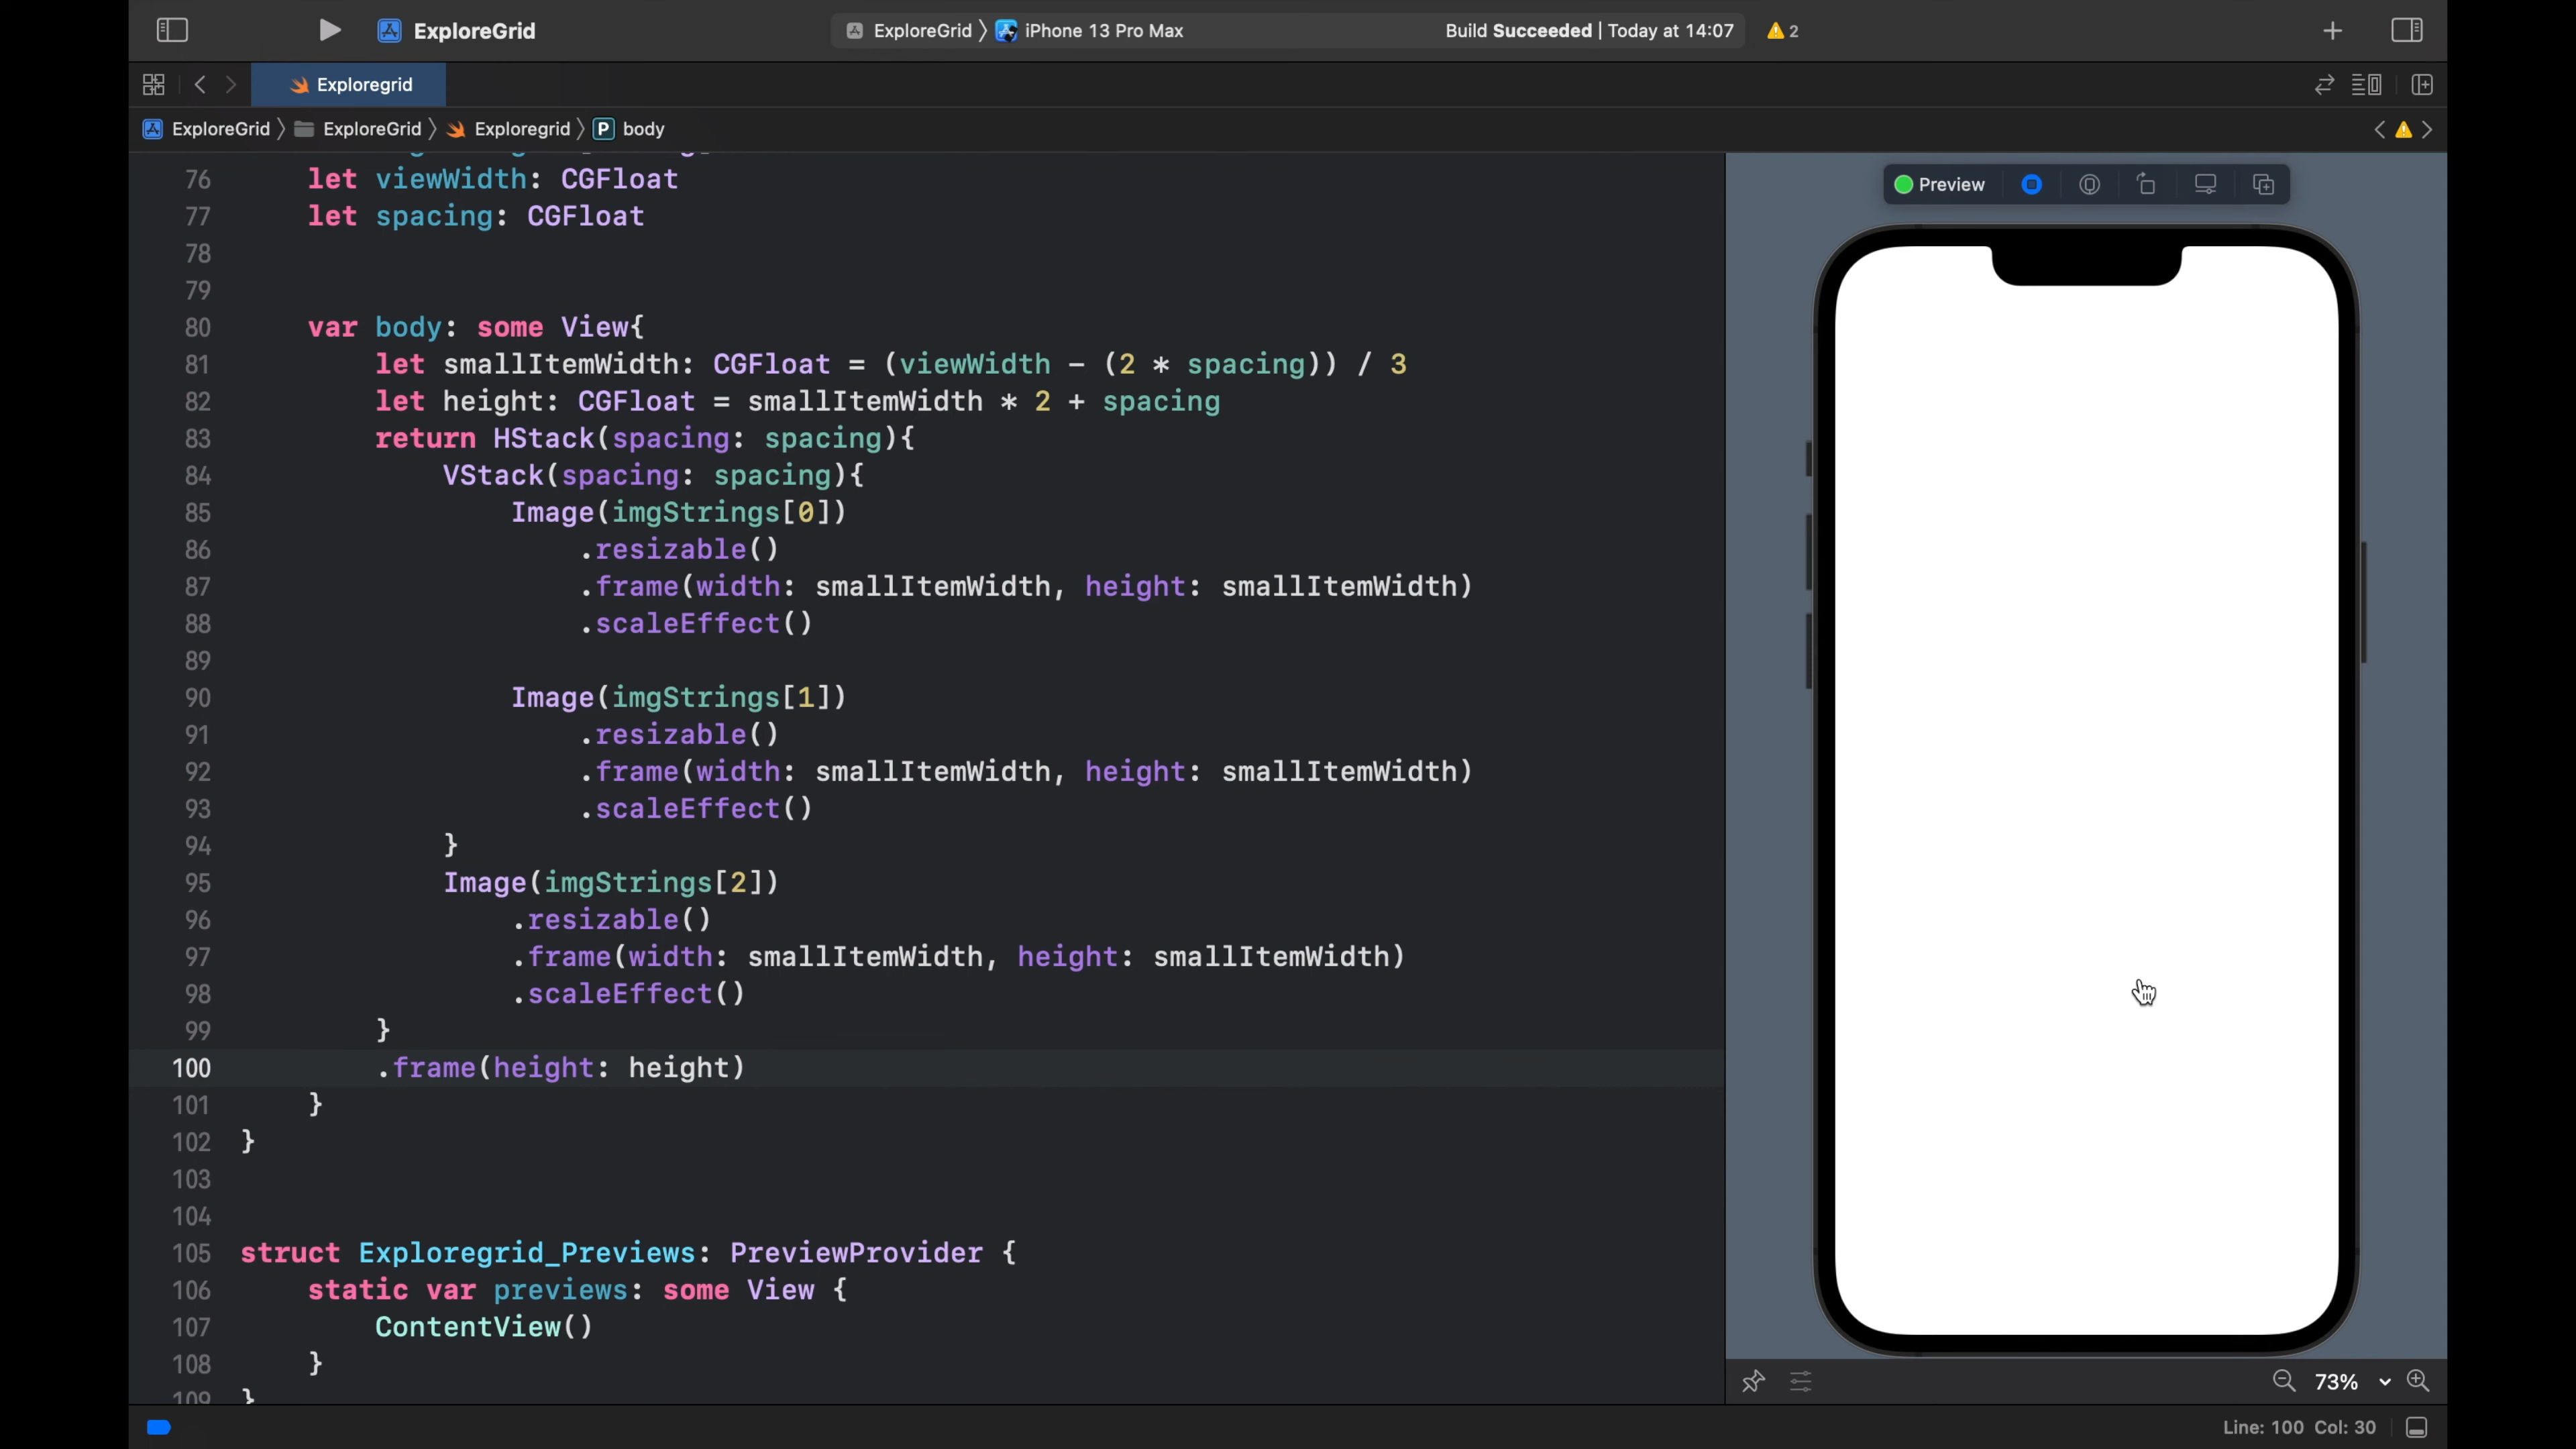 ExploreGrid
ExploreGrid 〉 iPhone 13 Pro Max
Build Succeeded | Today at 14:07
2
Exploregrid
ExploreGrid 〉 ExploreGrid 〉 Exploregrid 〉 P body
76 let viewWidth: CGFloat
77 let spacing: CGFloat
78
79
80 var body: some View{
81 let smallItemWidth: CGFloat = (viewWidth - (2 * spacing)) / 3
82 let height: CGFloat = smallItemWidth * 2 + spacing
83 return HStack(spacing: spacing){
84 VStack(spacing: spacing){
85 Image(imgStrings[0])
86 .resizable()
87 .frame(width: smallItemWidth, height: smallItemWidth)
88 .scaleEffect()
89
90 Image(imgStrings[1])
91 .resizable()
92 .frame(width: smallItemWidth, height: smallItemWidth)
93 .scaleEffect()
94 }
95 Image(imgStrings[2])
96 .resizable()
97 .frame(width: smallItemWidth, height: smallItemWidth)
98 .scaleEffect()
99 }
100 .frame(height: height)
101 }
102 }
103
104
105 struct Exploregrid_Previews: PreviewProvider {
106 static var previews: some View {
107 ContentView()
108 }
109 }
Preview
73%
Line: 100 Col: 30